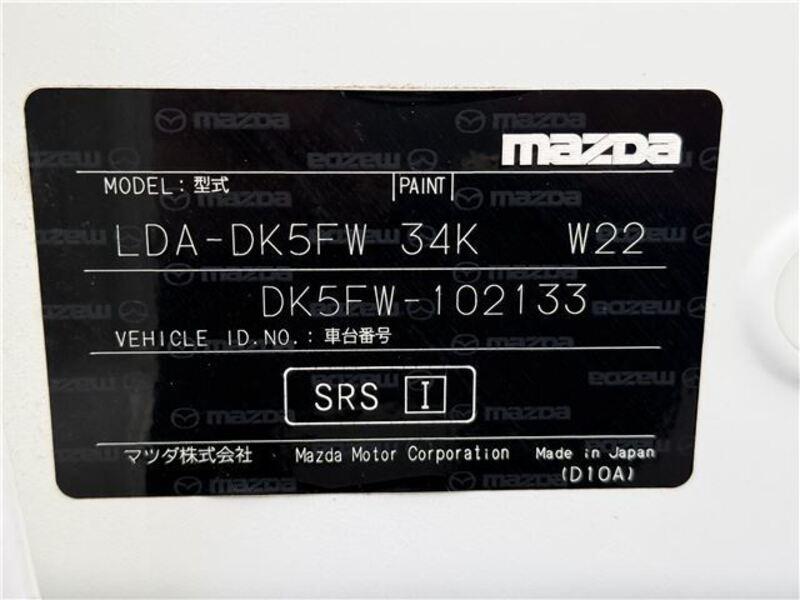 mazda
MODEL: 型式 PAINT
LDA-DK5FW 34K W22
DK5FW-102133
VEHICLE ID.NO.: 車台番号
SRS I
マツダ株式会社 Mazda Motor Corporation Made in Japan
(D10A)